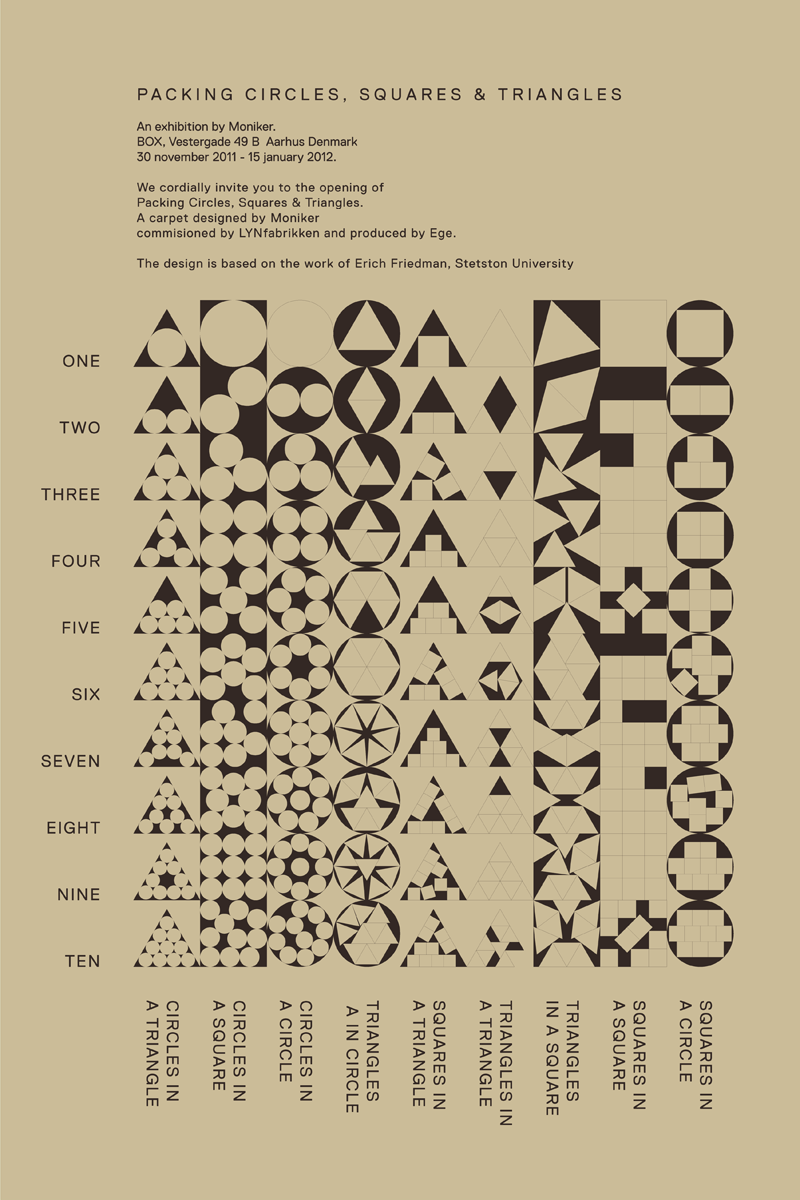 PACKING CIRCLES, SQUARES & TRIANGLES
An exhibition by Moniker.
BOX, Vestergade 49 B Aarhus Denmark
30 november 2011 - 15 january 2012.
We cordially invite you to the opening of
Packing Circles, Squares & Triangles.
A carpet designed by Moniker
commisioned by LYNfabrikken and produced by Ege.
The design is based on the work of Erich Friedman, Stetston University
ONE
TWO
THREE
FOUR
FIVE
SIX
SEVEN
EIGHT
NINE
TEN
CIRCLES IN
A TRIANGLE
CIRCLES IN
A SQUARE
CIRCLES IN
A CIRCLE
TRIANGLES
A IN CIRCLE
SQUARES IN
A TRIANGLE
TRIANGLES IN
A TRIANGLE
TRIANGLES
IN A SQUARE
SQUARES IN
A SQUARE
SQUARES IN
A CIRCLE